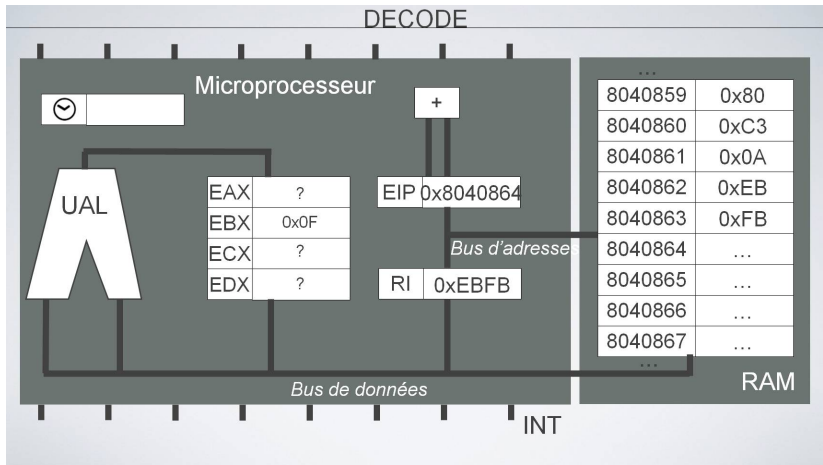 DECODE
Microprocesseur
+
UAL
EAX ?
EBX 0x0F
ECX ?
EDX ?
EIP 0x8040864
Bus d'adresses
RI 0xEBFB
Bus de données
INT
...
8040859 0x80
8040860 0xC3
8040861 0x0A
8040862 0xEB
8040863 0xFB
8040864 ...
8040865 ...
8040866 ...
8040867 ...
...
RAM